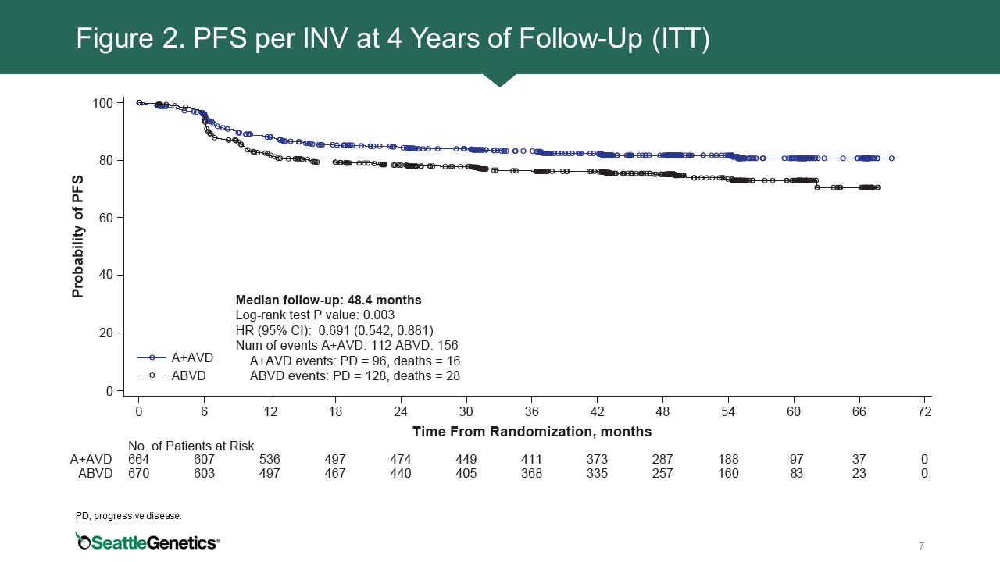 Figure 2. PFS per INV at 4 Years of Follow-Up (ITT)
100
80
60
40
20
0
Probability of PFS
Median follow-up: 48.4 months
Log-rank test P value: 0.003
HR (95% CI): 0.691 (0.542, 0.881)
Num of events A+AVD: 112 ABVD: 156
A+AVD events: PD = 96, deaths = 16
ABVD events: PD = 128, deaths = 28
A+AVD
ABVD
0 6 12 18 24 30 36 42 48 54 60 66 72
Time From Randomization, months
No. of Patients at Risk
A+AVD 664 607 536 497 474 449 411 373 287 188 97 37 0
ABVD 670 603 497 467 440 405 368 335 257 160 83 23 0
PD, progressive disease.
SeattleGenetics®
7